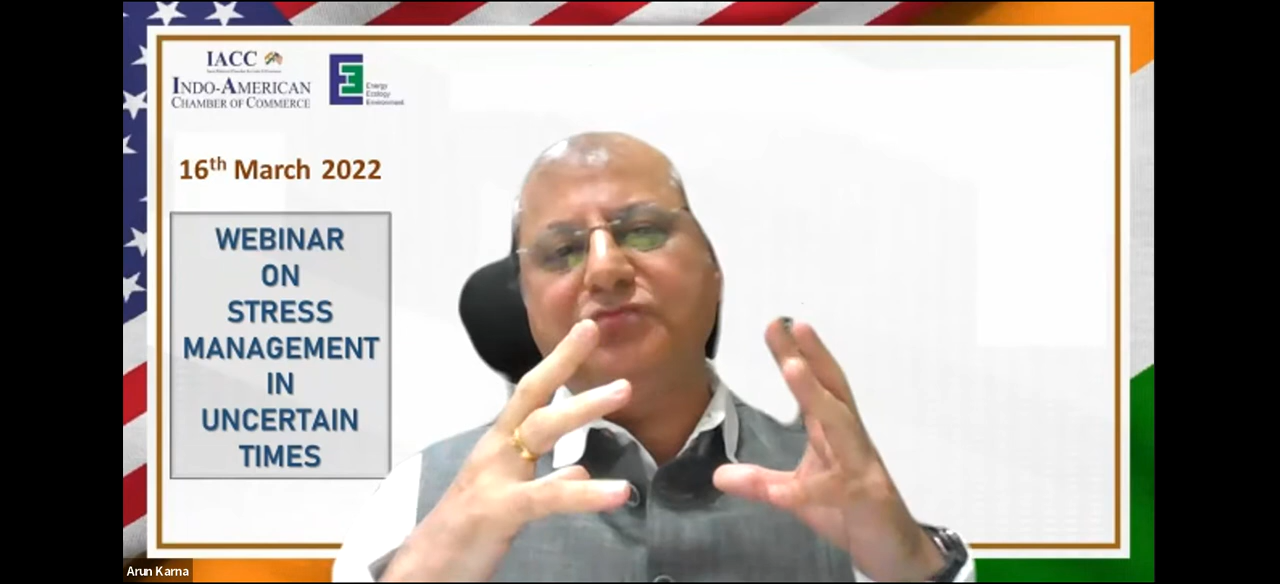 IACC
INDO-AMERICAN
CHAMBER OF COMMERCE
Energy
Ecology
Environment
16th March 2022
WEBINAR
ON
STRESS
MANAGEMENT
IN
UNCERTAIN
TIMES
Arun Karna